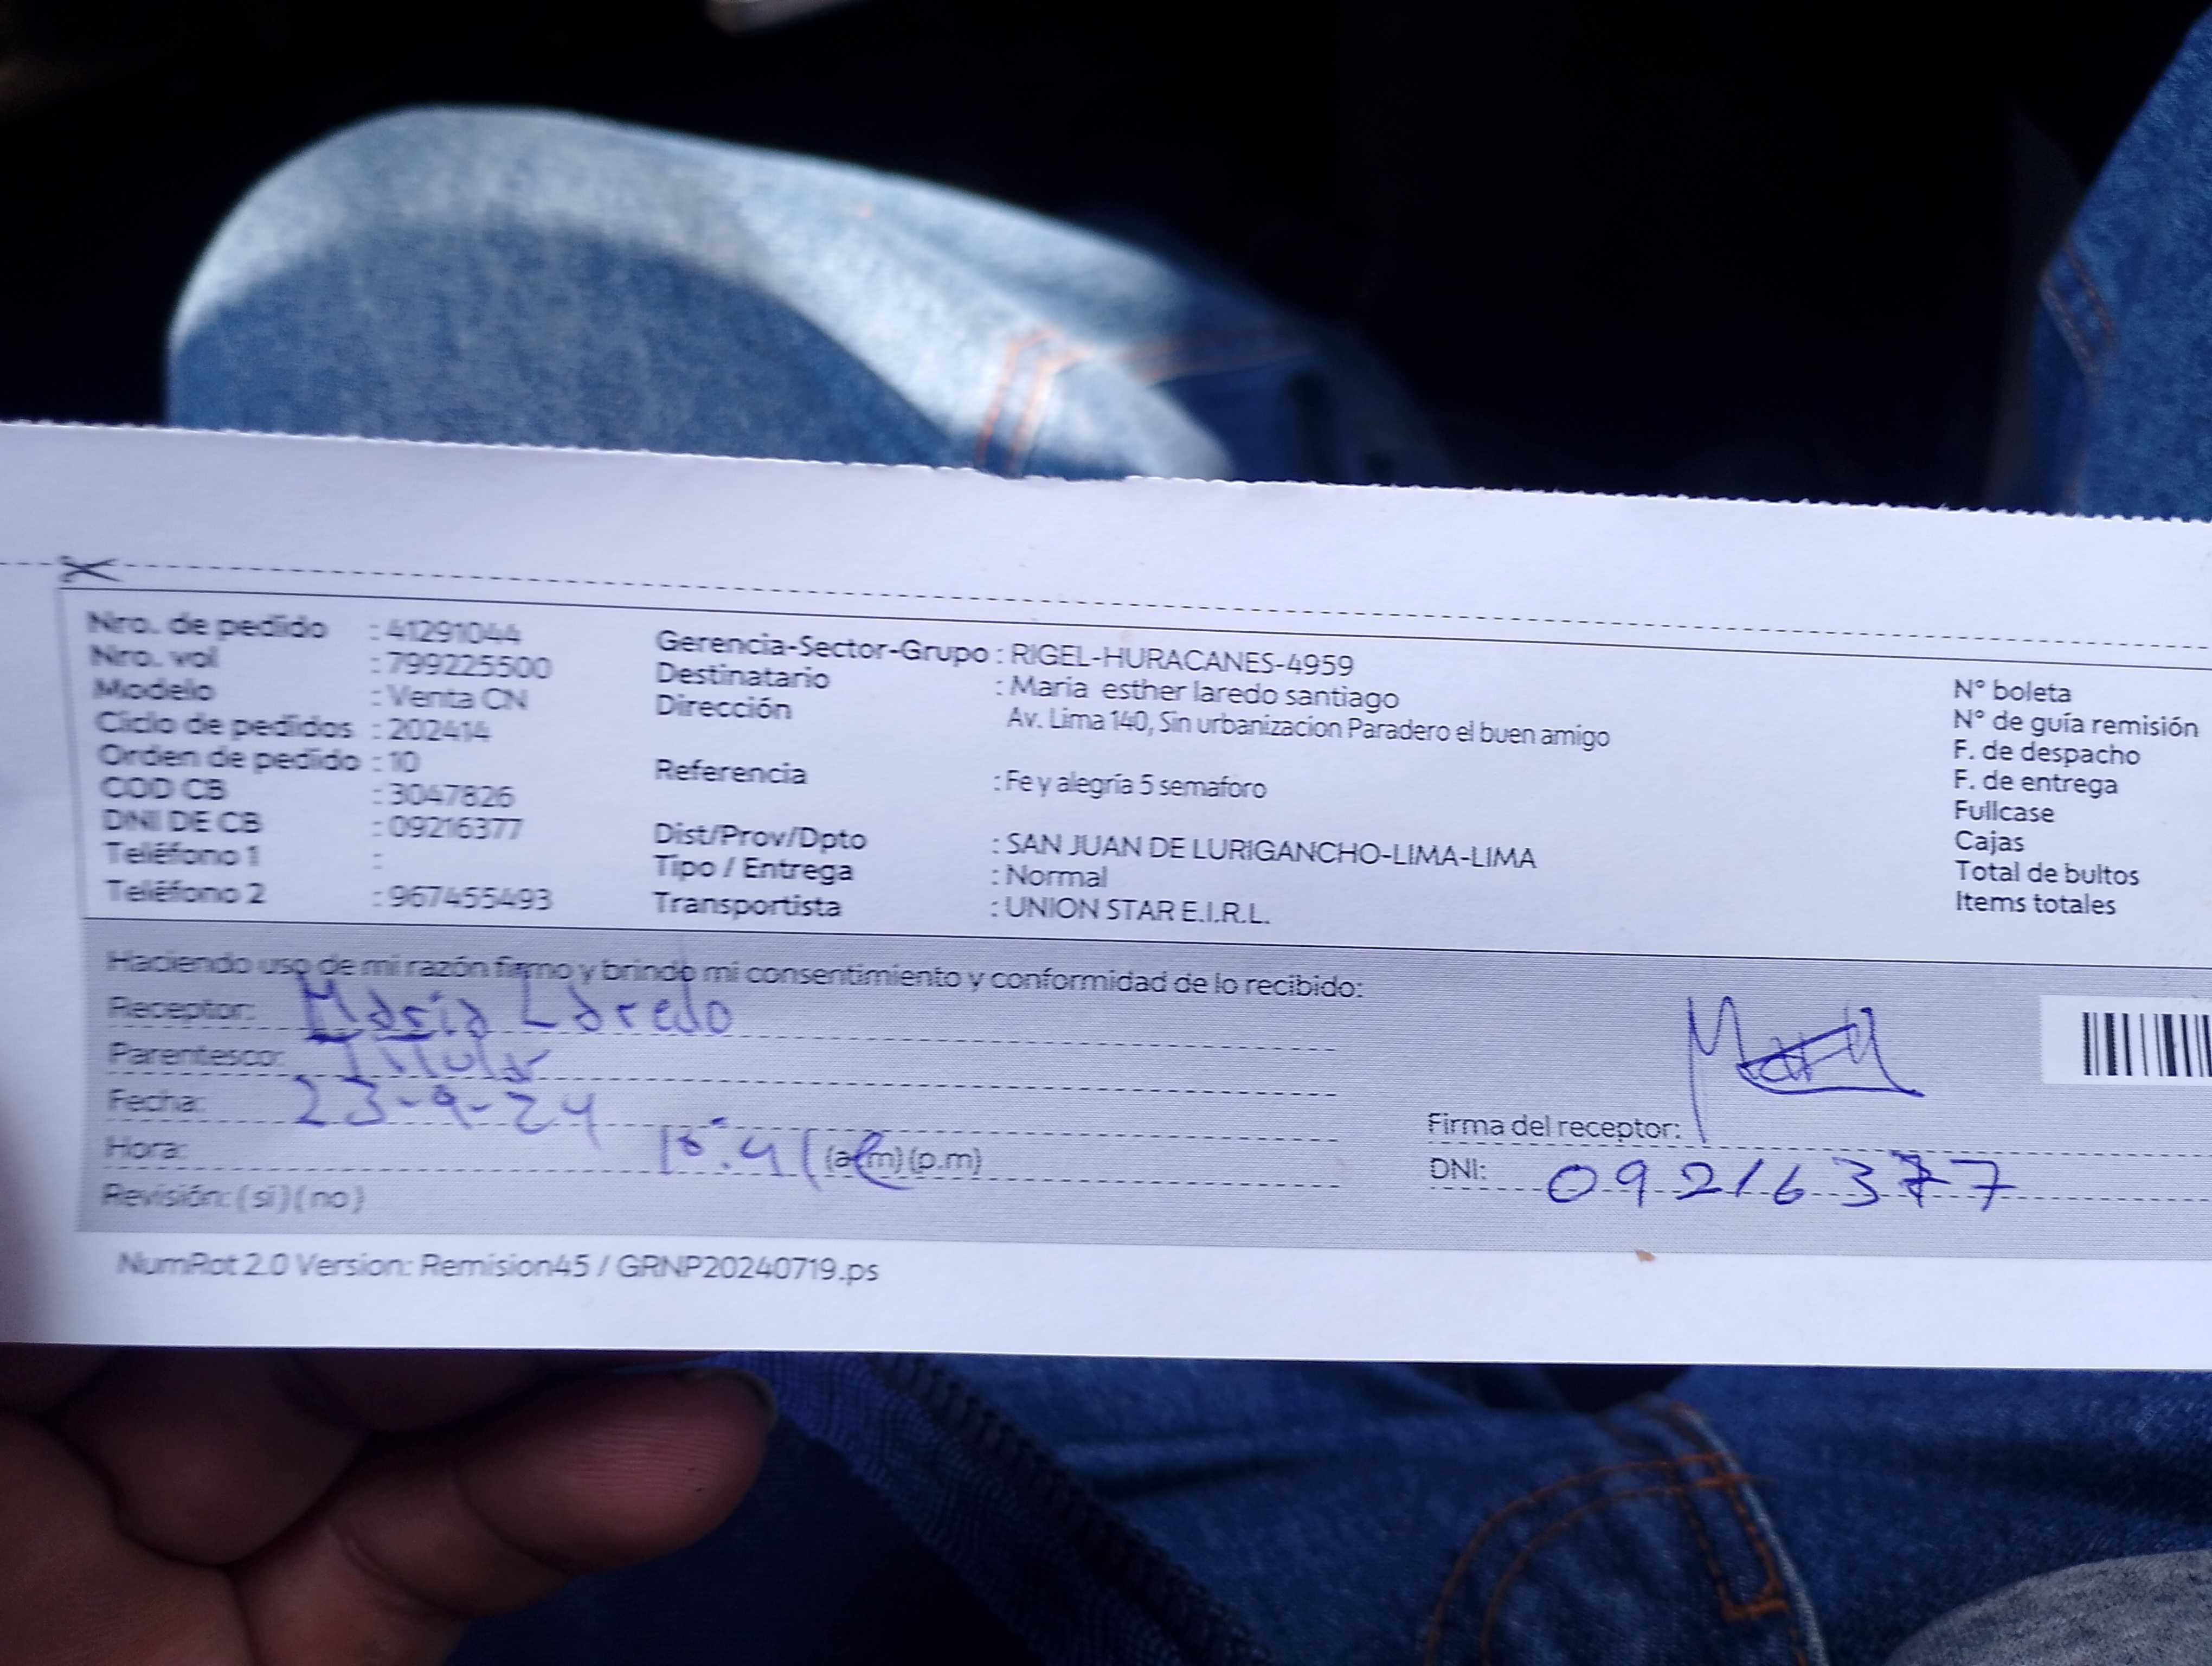 Nro. de pedido : 41291044
Nro. vol : 799225500
Modelo : Venta CN
Ciclo de pedidos : 202414
Orden de pedido : 10
COD CB : 3047826
DNI DE CB : 09216377
Teléfono 1 :
Teléfono 2 : 967455493
Gerencia-Sector-Grupo : RIGEL-HURACANES-4959
Destinatario : Maria esther laredo santiago
Dirección Av. Lima 140, Sin urbanizacion Paradero el buen amigo
Referencia : Fe y alegría 5 semaforo
Dist/Prov/Dpto : SAN JUAN DE LURIGANCHO-LIMA-LIMA
Tipo / Entrega : Normal
Transportista : UNION STAR E.I.R.L.
N° boleta
N° de guía remisión
F. de despacho
F. de entrega
Fullcase
Cajas
Total de bultos
Items totales
Haciendo uso de mi razón firmo y brindo mi consentimiento y conformidad de lo recibido:
Receptor: María Laredo
Parentesco: Titular
Fecha: 23-9-24
Hora: (a.m) (p.m)
Revisión: (si) (no)
Firma del receptor:
DNI: 09216377
NumRot 2.0 Version: Remision45 / GRNP20240719.ps